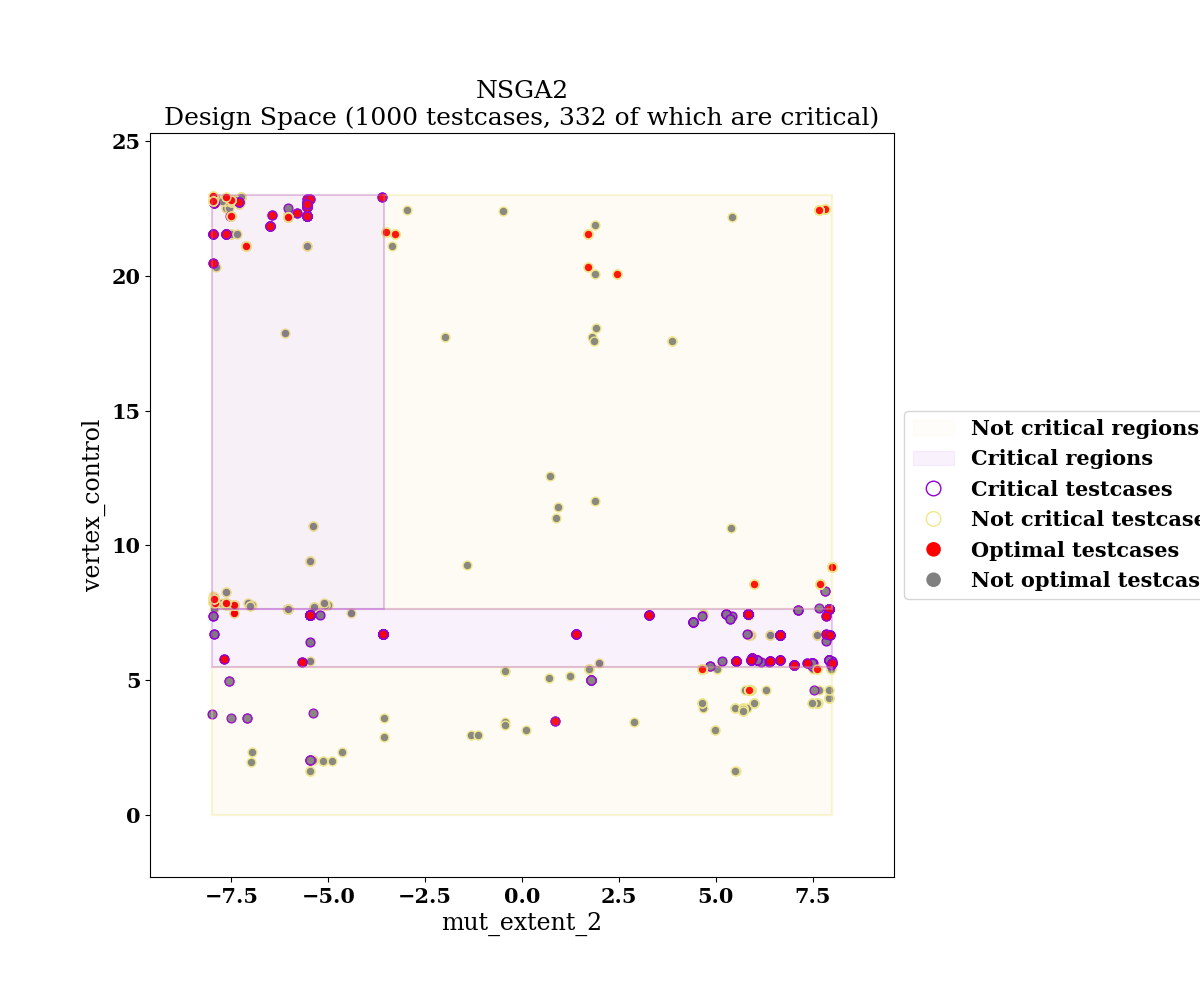 NSGA2
Design Space (1000 testcases, 332 of which are critical)
25
20
15
10
5
0
vertex_control
−7.5 −5.0 −2.5 0.0 2.5 5.0 7.5
mut_extent_2
Not critical regions
Critical regions
Critical testcases
Not critical testcase
Optimal testcases
Not optimal testcas